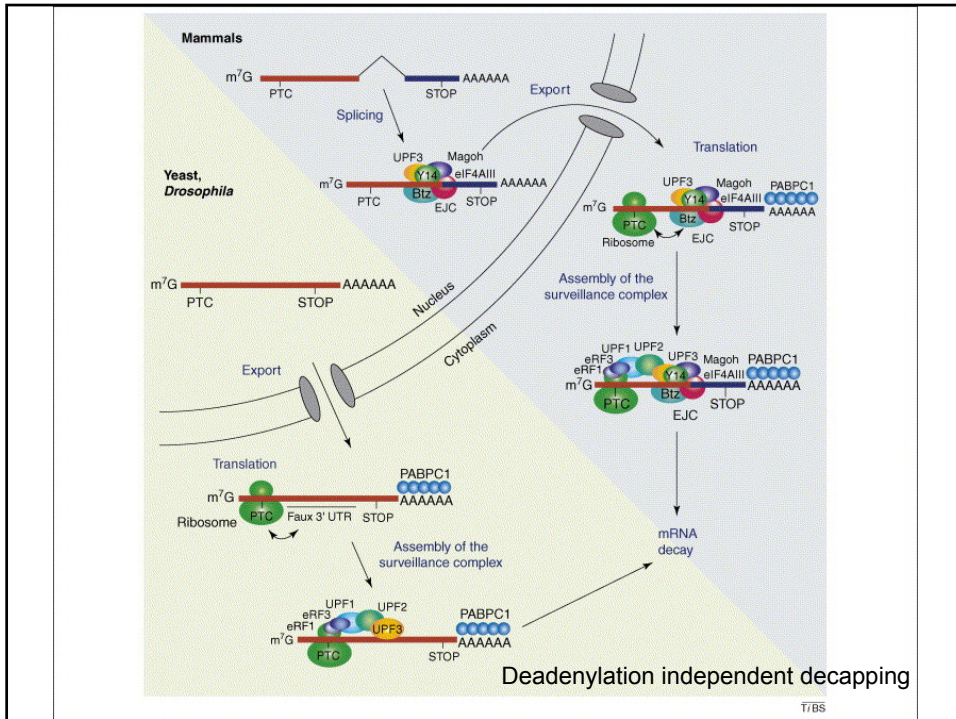 Mammals
m7G
AAAAAA
PTC
STOP
Splicing
Export
UPF3
Magoh
Y14
eIF4AIII
m7G
AAAAAA
PTC
Btz
EJC
STOP
Translation
UPF3
Magoh
PABPC1
Y14
eIF4AIII
m7G
AAAAAA
PTC
Btz
STOP
Ribosome
EJC
Yeast,
Drosophila
m7G
AAAAAA
PTC
STOP
Nucleus
Cytoplasm
Assembly of the
surveillance complex
UPF1 UPF2
eRF3
UPF3
Magoh
PABPC1
eRF1
Y14
eIF4AIII
m7G
AAAAAA
PTC
Btz
STOP
EJC
Export
Translation
PABPC1
m7G
AAAAAA
Ribosome
PTC
Faux 3' UTR
STOP
Assembly of the
surveillance complex
mRNA
decay
UPF1
UPF2
eRF3
PABPC1
eRF1
UPF3
m7G
AAAAAA
PTC
STOP
Deadenylation independent decapping
TiBS